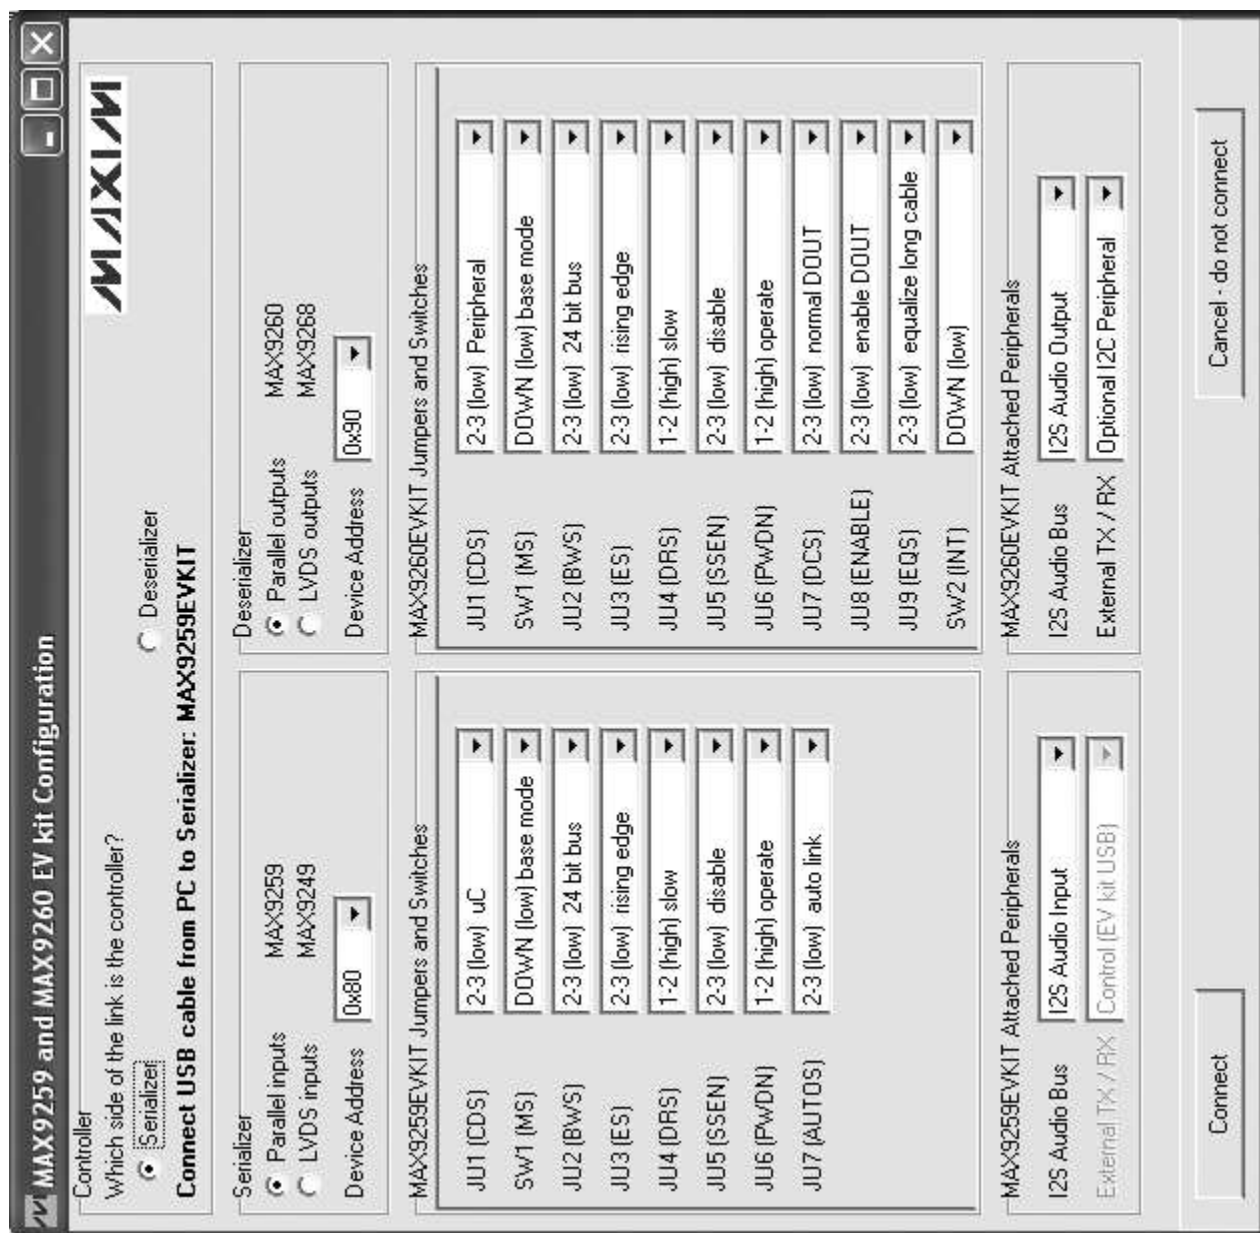 MAX9259 and MAX9260 EV kit Configuration
Controller
Which side of the link is the controller?
Serializer
Deserializer
Connect USB cable from PC to Serializer: MAX9259EVKIT
MAXIM
Serializer
Parallel inputs MAX9259
LVDS inputs MAX9249
Device Address 0x80
Deserializer
Parallel outputs MAX9260
LVDS outputs MAX9268
Device Address 0x90
MAX9259EVKIT Jumpers and Switches
JU1 (CDS) 2-3 (low) uC
SW1 (MS) DOWN (low) base mode
JU2 (BWS) 2-3 (low) 24 bit bus
JU3 (ES) 2-3 (low) rising edge
JU4 (DRS) 1-2 (high) slow
JU5 (SSEN) 2-3 (low) disable
JU6 (PWDN) 1-2 (high) operate
JU7 (AUTOS) 2-3 (low) auto link
MAX9260EVKIT Jumpers and Switches
JU1 (CDS) 2-3 (low) Peripheral
SW1 (MS) DOWN (low) base mode
JU2 (BWS) 2-3 (low) 24 bit bus
JU3 (ES) 2-3 (low) rising edge
JU4 (DRS) 1-2 (high) slow
JU5 (SSEN) 2-3 (low) disable
JU6 (PWDN) 1-2 (high) operate
JU7 (DCS) 2-3 (low) normal DOUT
JU8 (ENABLE) 2-3 (low) enable DOUT
JU9 (EQS) 2-3 (low) equalize long cable
SW2 (INT) DOWN (low)
MAX9259EVKIT Attached Peripherals
I2S Audio Bus I2S Audio Input
External TX / RX Control (EV kit USB)
MAX9260EVKIT Attached Peripherals
I2S Audio Bus I2S Audio Output
External TX / RX Optional I2C Peripheral
Connect
Cancel - do not connect